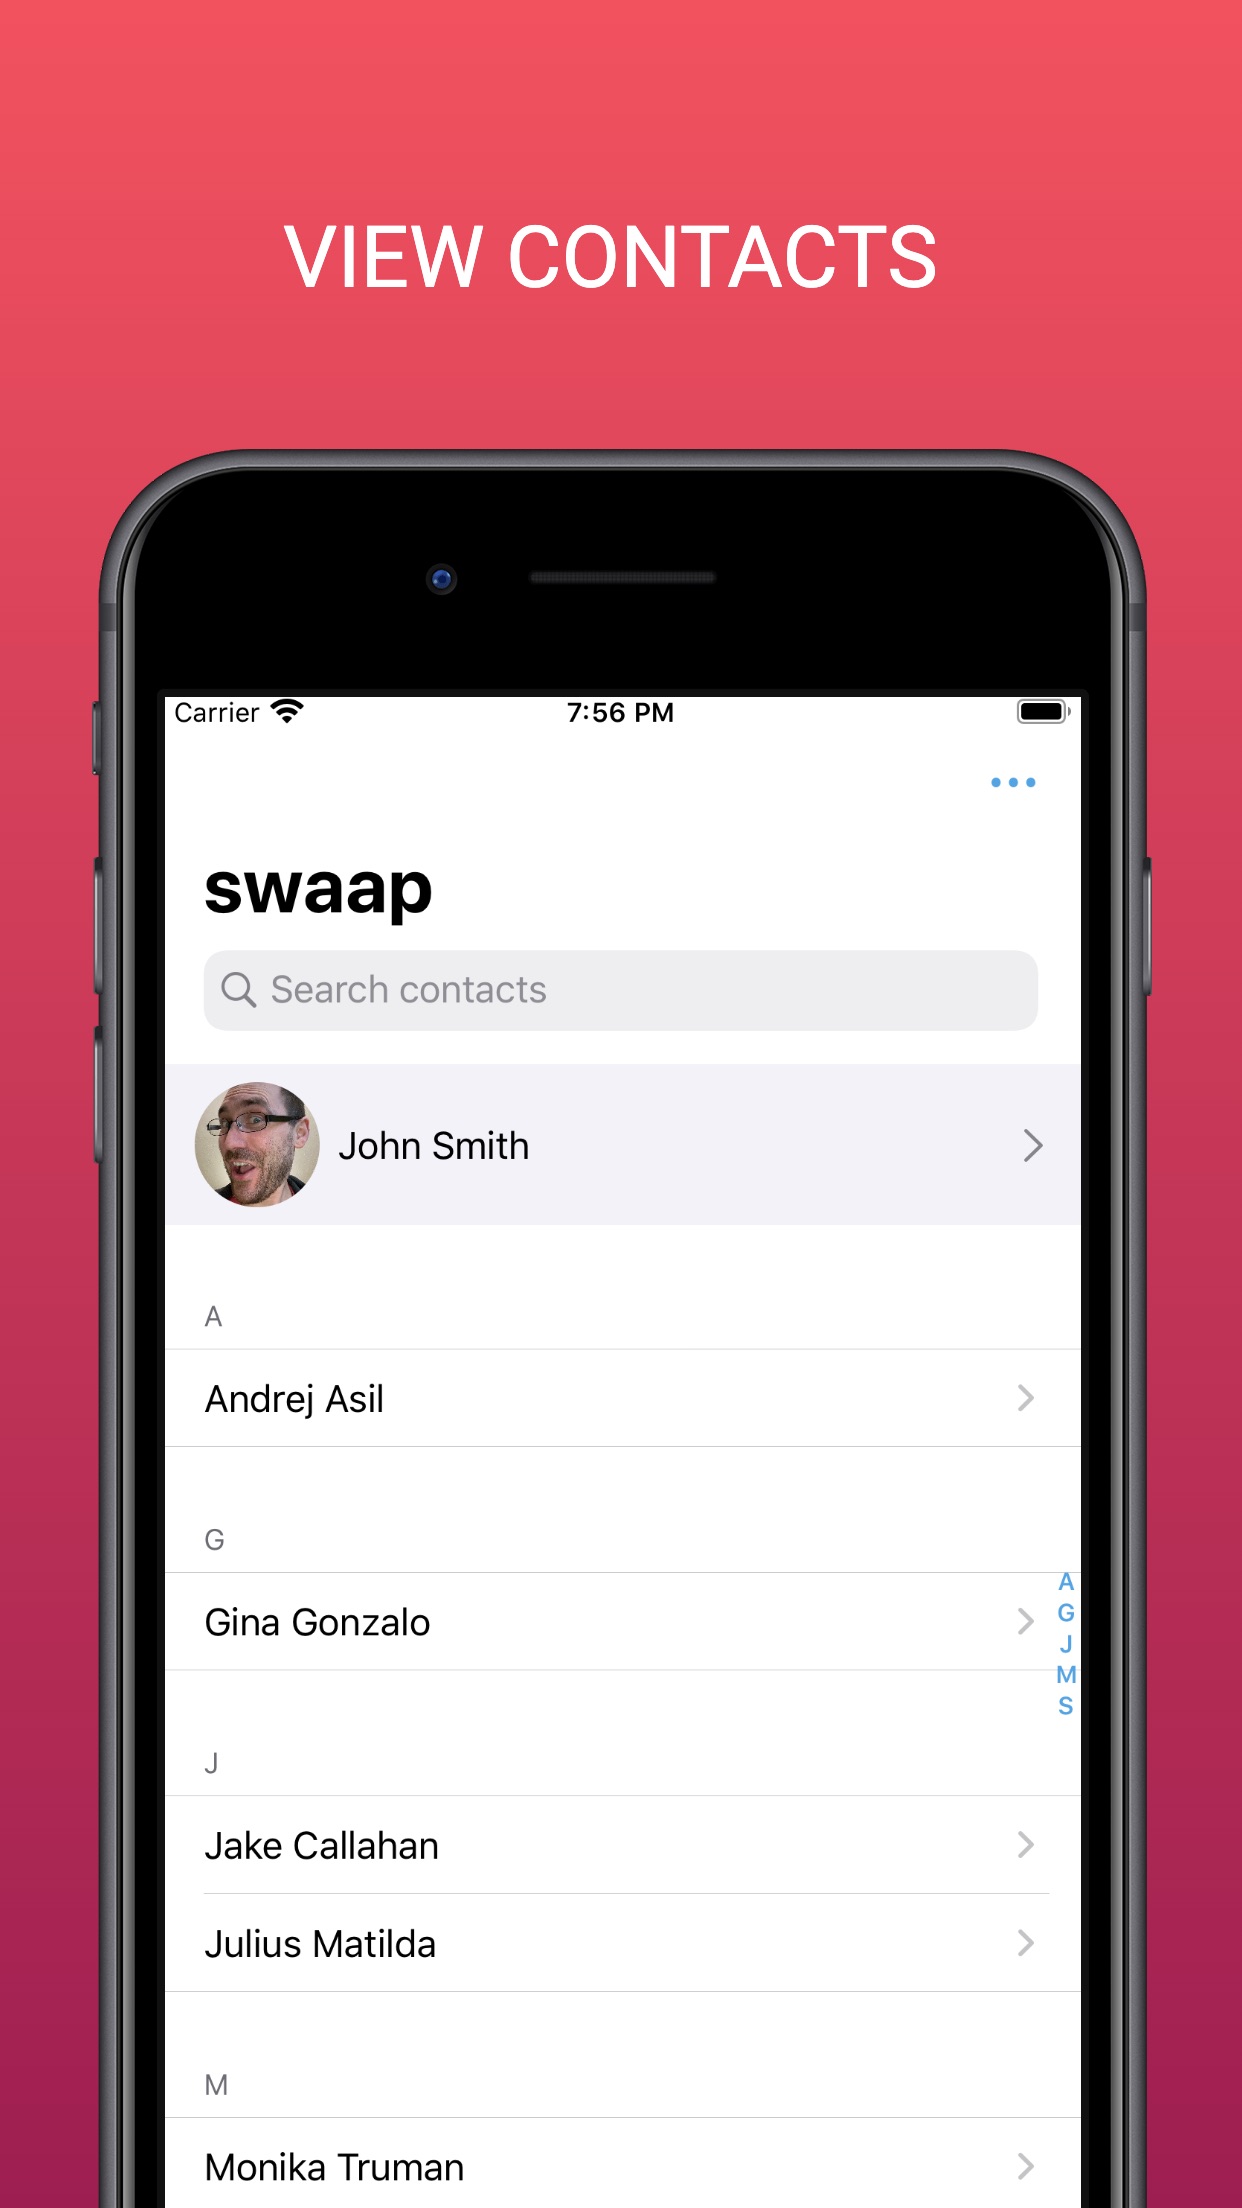 VIEW CONTACTS
Carrier 7:56 PM
swaap
Search contacts
John Smith
A
Andrej Asil
G
Gina Gonzalo
A
G
J
M
S
J
Jake Callahan
Julius Matilda
M
Monika Truman